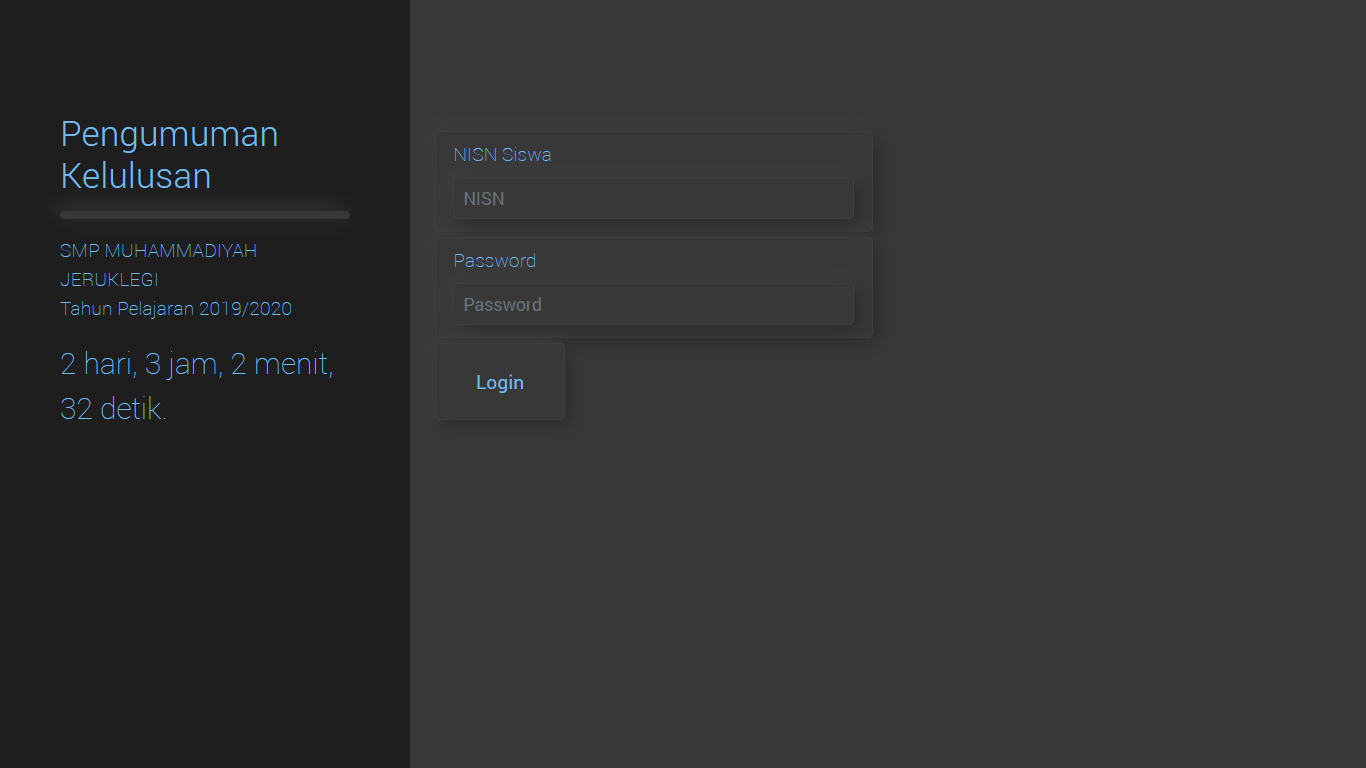 Pengumuman
Kelulusan
SMP MUHAMMADIYAH
JERUKLEGI
Tahun Pelajaran 2019/2020
2 hari, 3 jam, 2 menit,
32 detik.
NISN Siswa
NISN
Password
Password
Login